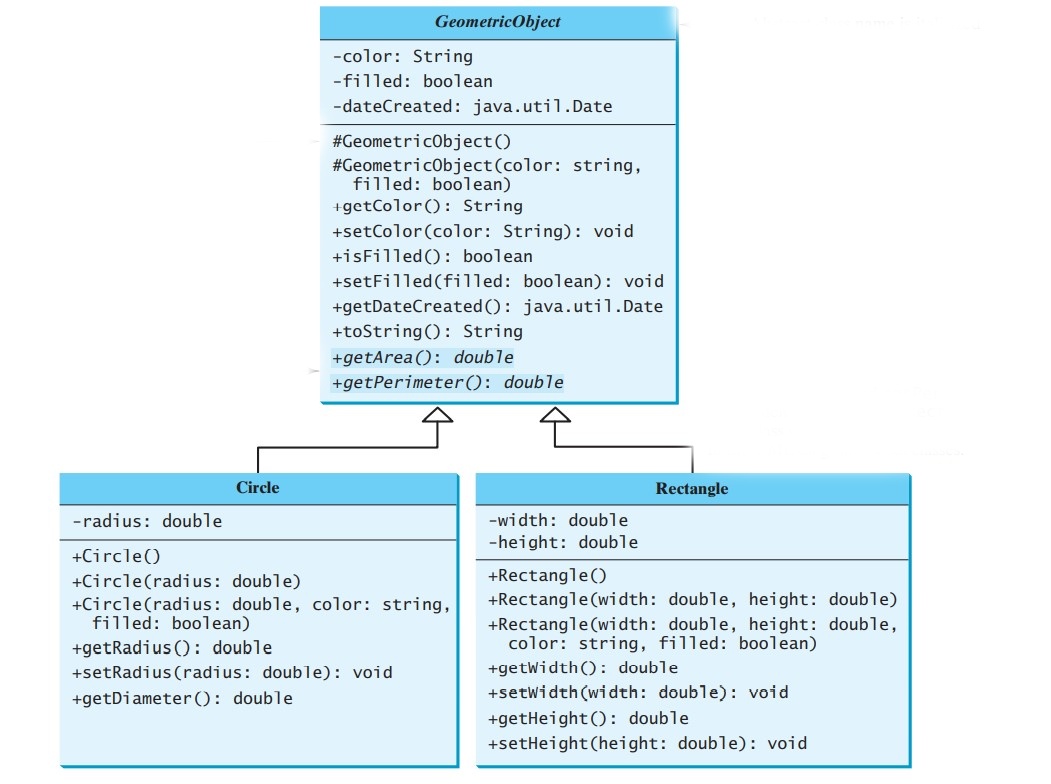 GeometricObject
-color: String
-filled: boolean
-dateCreated: java.util.Date
#GeometricObject()
#GeometricObject(color: string,
filled: boolean)
+getColor(): String
+setColor(color: String): void
+isFilled(): boolean
+setFilled(filled: boolean): void
+getDateCreated(): java.util.Date
+toString(): String
+getArea(): double
+getPerimeter(): double
Circle
-radius: double
+Circle()
+Circle(radius: double)
+Circle(radius: double, color: string,
filled: boolean)
+getRadius(): double
+setRadius(radius: double): void
+getDiameter(): double
Rectangle
-width: double
-height: double
+Rectangle()
+Rectangle(width: double, height: double)
+Rectangle(width: double, height: double,
color: string, filled: boolean)
+getWidth(): double
+setWidth(width: double): void
+getHeight(): double
+setHeight(height: double): void